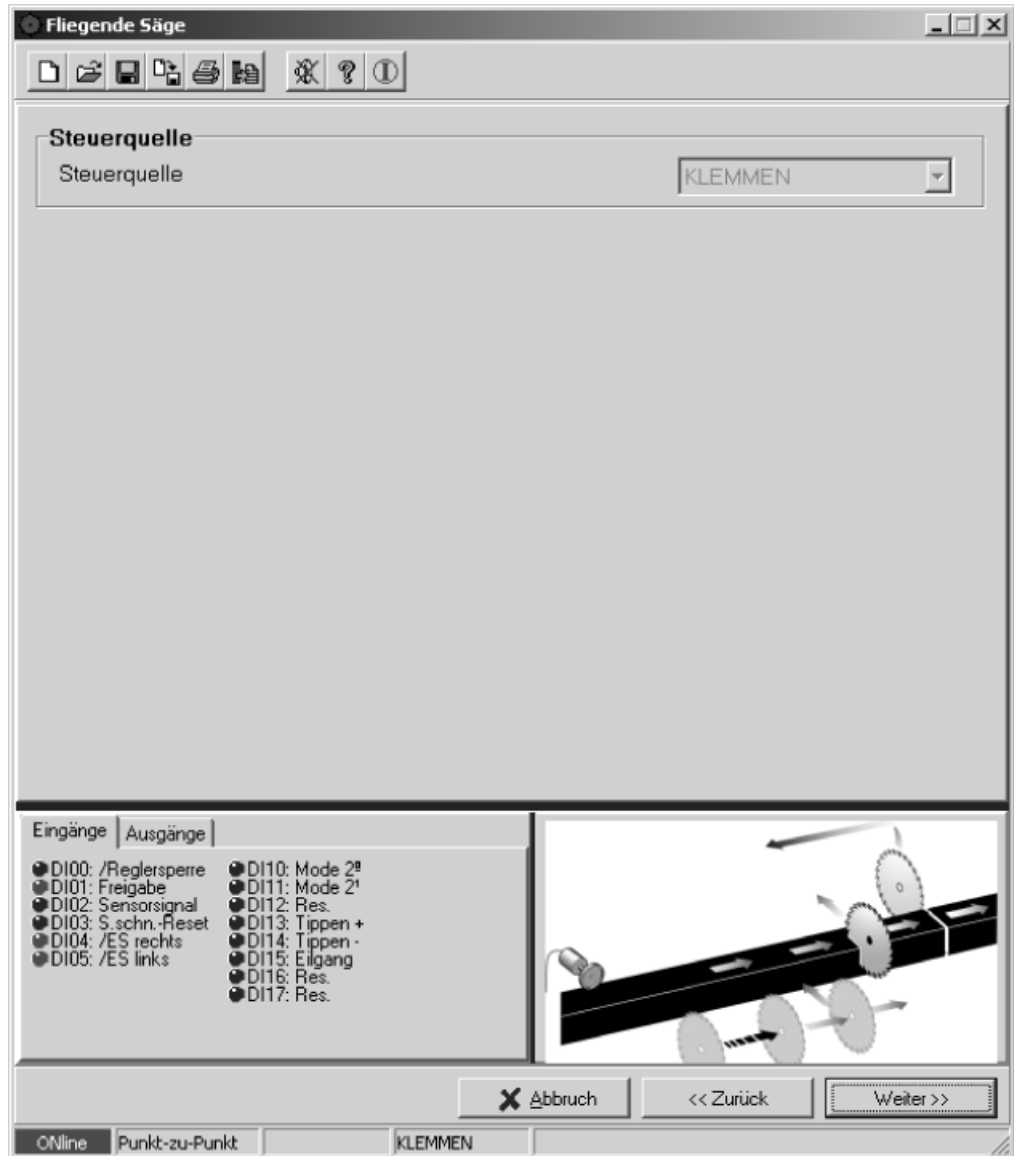 Fliegende Säge
Steuerquelle
Steuerquelle
KLEMMEN
Eingänge
Ausgänge
DI00: /Reglersperre
DI01: Freigabe
DI02: Sensorsignal
DI03: S.schn.-Reset
DI04: /ES rechts
DI05: /ES links
DI10: Mode 2⁰
DI11: Mode 2¹
DI12: Res.
DI13: Tippen +
DI14: Tippen -
DI15: Eilgang
DI16: Res.
DI17: Res.
Abbruch
<< Zurück
Weiter >>
ONline
Punkt-zu-Punkt
KLEMMEN